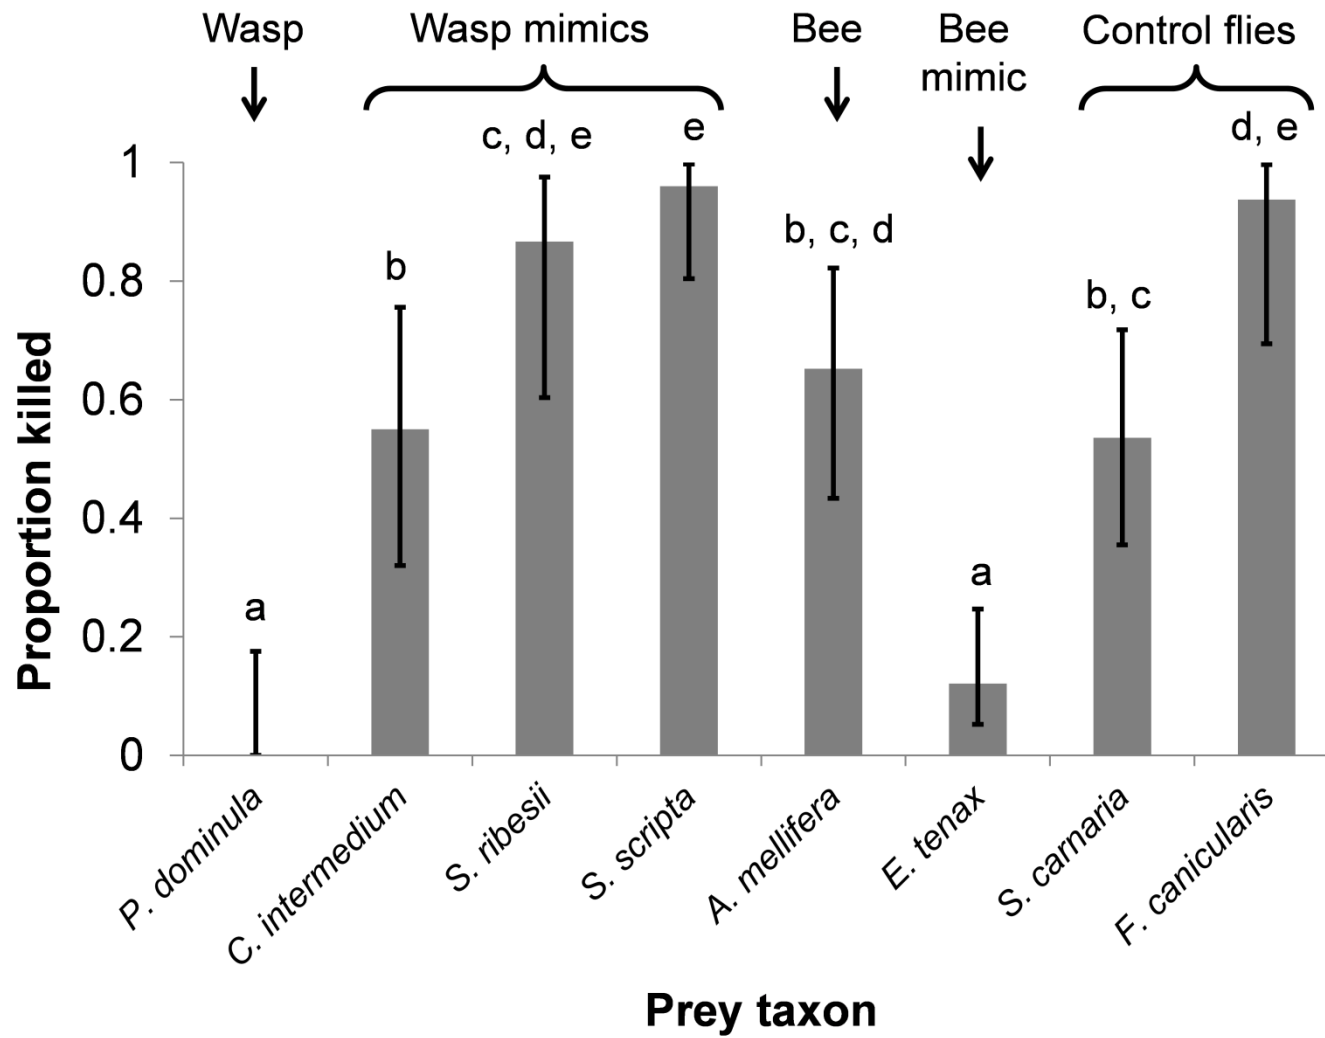 Wasp
Wasp mimics
Bee
Bee
mimic
Control flies
c, d, e
e
d, e
b
b, c, d
b, c
a
a
1
0.8
0.6
0.4
0.2
0
Proportion killed
P. dominula
C. intermedium
S. ribesii
S. scripta
A. mellifera
E. tenax
S. carnaria
F. canicularis
Prey taxon